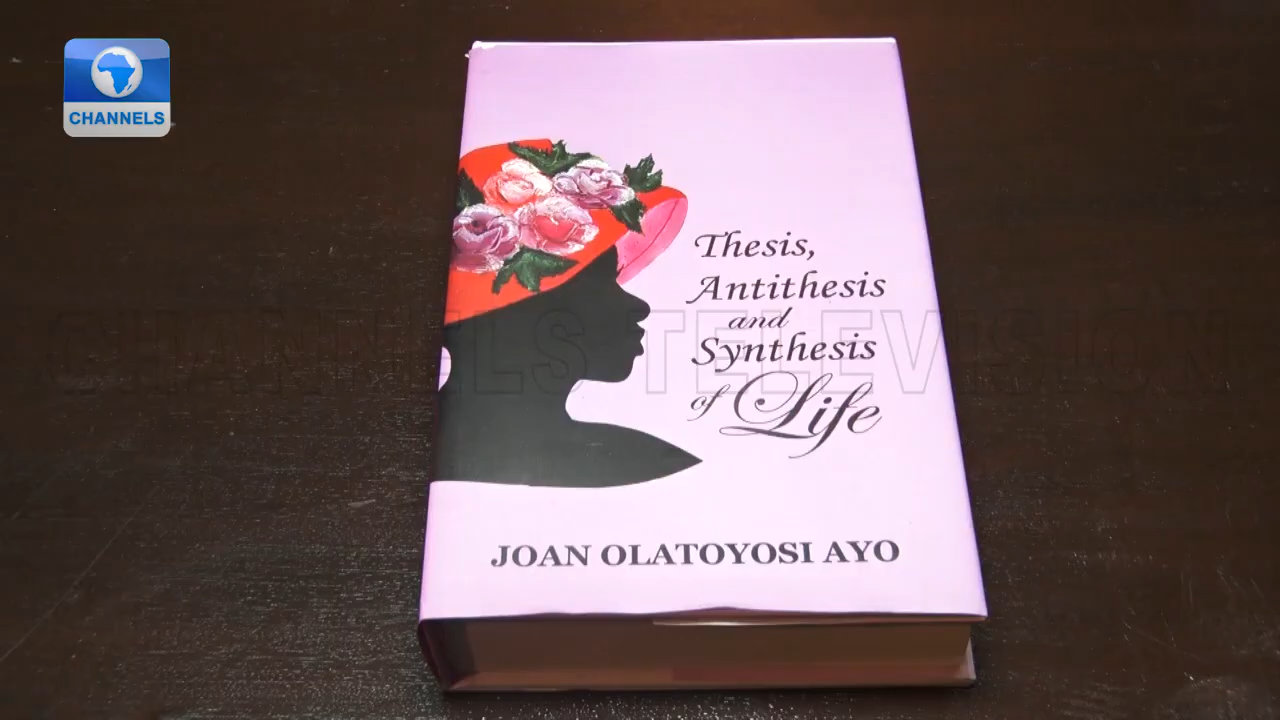 CHANNELS
Thesis,
Antithesis
and
Synthesis
of Life
CHANNELS TELEVISION
JOAN OLATOYOSI AYO